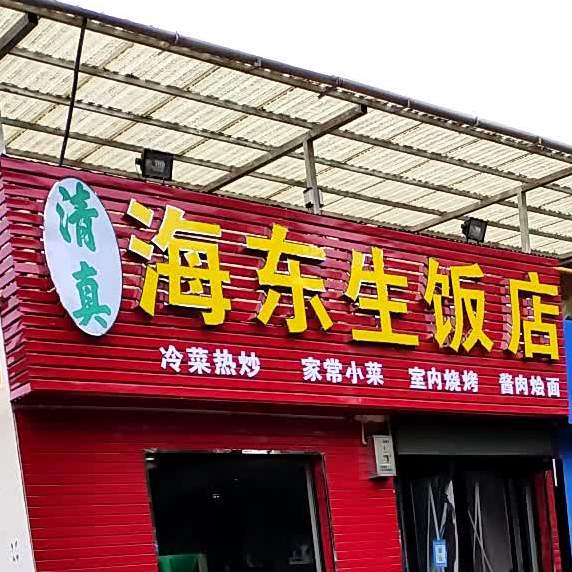 清真
海东生饭店
冷菜热炒 家常小菜 室内烧烤 酱肉烩面